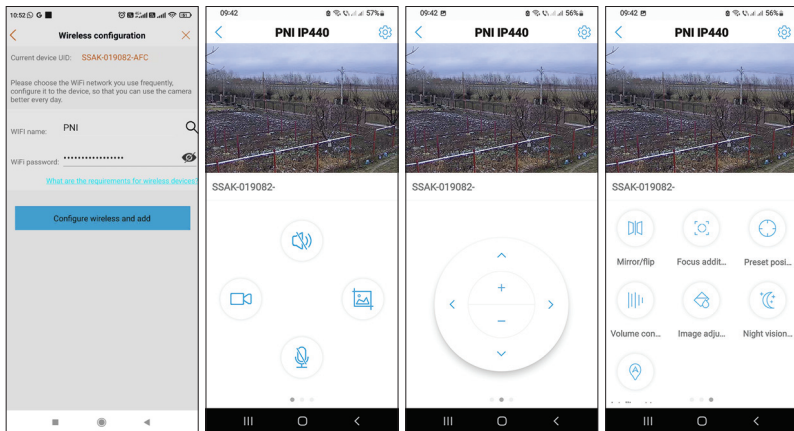 10:52
Wireless configuration
Current device UID: SSAK-019082-AFC
Please choose the WiFi network you use frequently,
configure it to the device, so that you can use the camera
better every day.
WIFI name: PNI
WiFi password: ••••••••••••••••
What are the requirements for wireless devices?
Configure wireless and add
09:42 57%
PNI IP440
SSAK-019082-
09:42 56%
PNI IP440
SSAK-019082-
09:42 56%
PNI IP440
SSAK-019082-
Mirror/flip Focus addit... Preset posi...
Volume con... Image adju... Night vision...